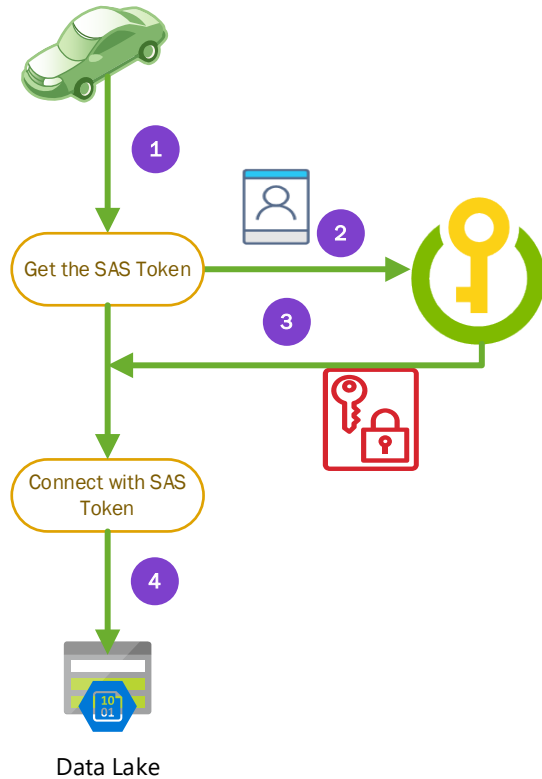 1
2
Get the SAS Token
3
Connect with SAS
Token
4
10
01
Data Lake